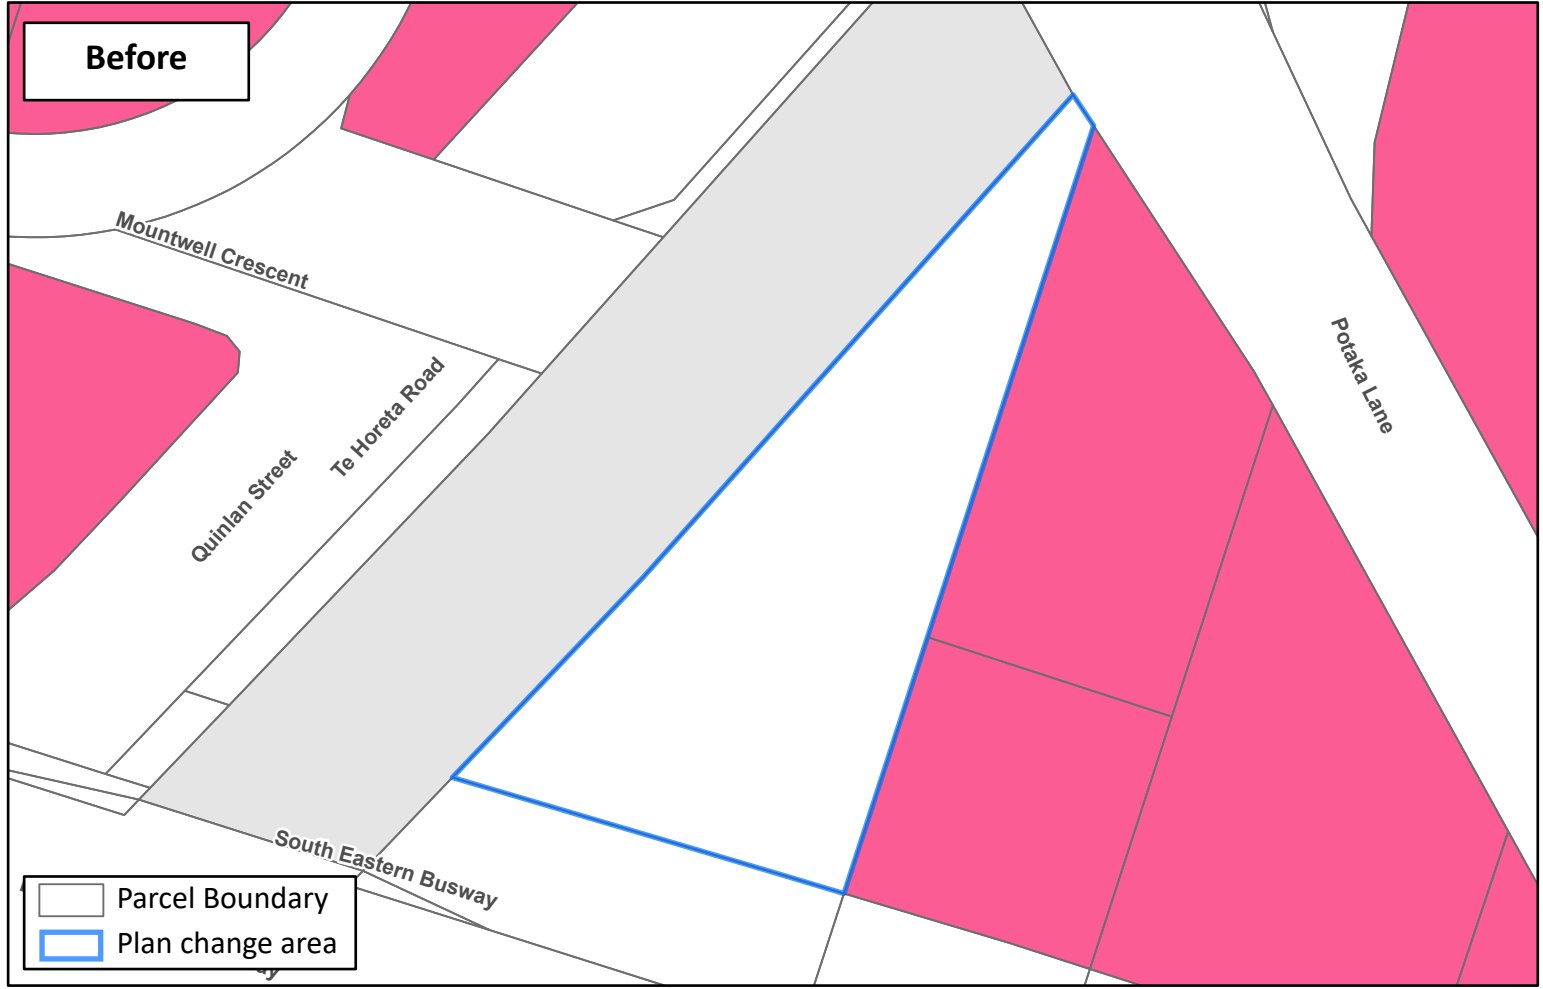 Before
Mountwell Crescent
Te Horeta Road
Quinlan Street
Potaka Lane
South Eastern Busway
Parcel Boundary
Plan change area